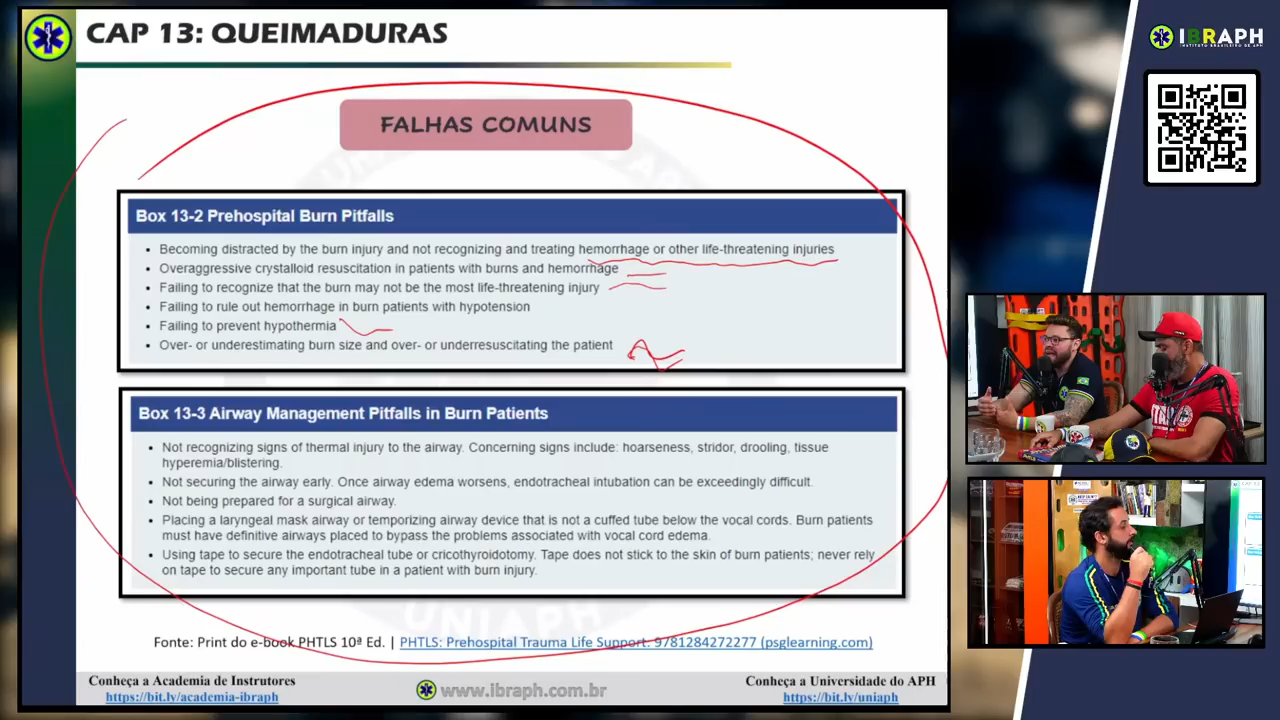 CAP 13: QUEIMADURAS
IBRAPH
INSTITUTO BRASILEIRO DE APH
FALHAS COMUNS
Box 13-2 Prehospital Burn Pitfalls
• Becoming distracted by the burn injury and not recognizing and treating hemorrhage or other life-threatening injuries
• Overaggressive crystalloid resuscitation in patients with burns and hemorrhage
• Failing to recognize that the burn may not be the most life-threatening injury
• Failing to rule out hemorrhage in burn patients with hypotension
• Failing to prevent hypothermia
• Over- or underestimating burn size and over- or underresuscitating the patient
Box 13-3 Airway Management Pitfalls in Burn Patients
• Not recognizing signs of thermal injury to the airway. Concerning signs include: hoarseness, stridor, drooling, tissue
hyperemia/blistering.
• Not securing the airway early. Once airway edema worsens, endotracheal intubation can be exceedingly difficult.
• Not being prepared for a surgical airway.
• Placing a laryngeal mask airway or temporizing airway device that is not a cuffed tube below the vocal cords. Burn patients
must have definitive airways placed to bypass the problems associated with vocal cord edema.
• Using tape to secure the endotracheal tube or cricothyroidotomy. Tape does not stick to the skin of burn patients; never rely
on tape to secure any important tube in a patient with burn injury.
UNIAPH
Fonte: Print do e-book PHTLS 10ª Ed. | PHTLS: Prehospital Trauma Life Support: 9781284272277 (psglearning.com)
Conheça a Academia de Instrutores
https://bit.ly/academia-ibraph
www.ibraph.com.br
Conheça a Universidade do APH
https://bit.ly/uniaph